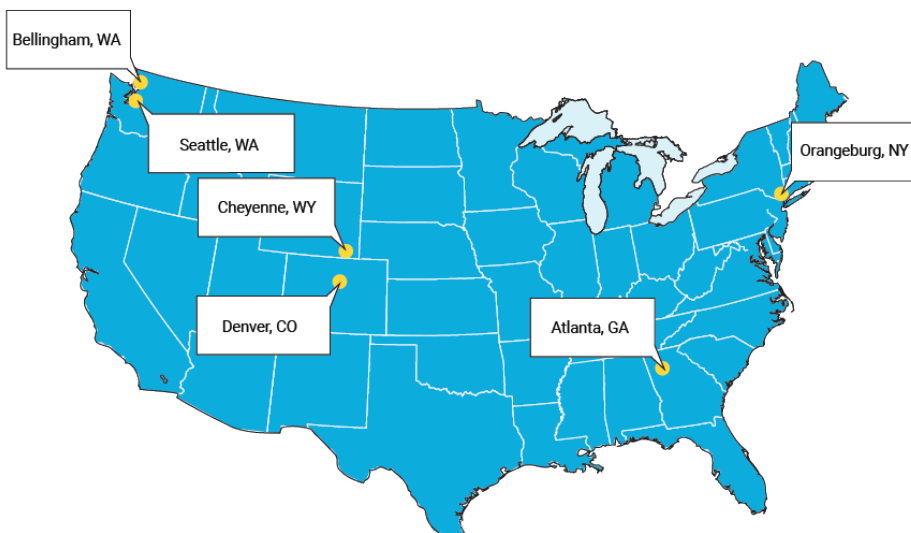 Bellingham, WA
Seattle, WA
Orangeburg, NY
Cheyenne, WY
Denver, CO
Atlanta, GA